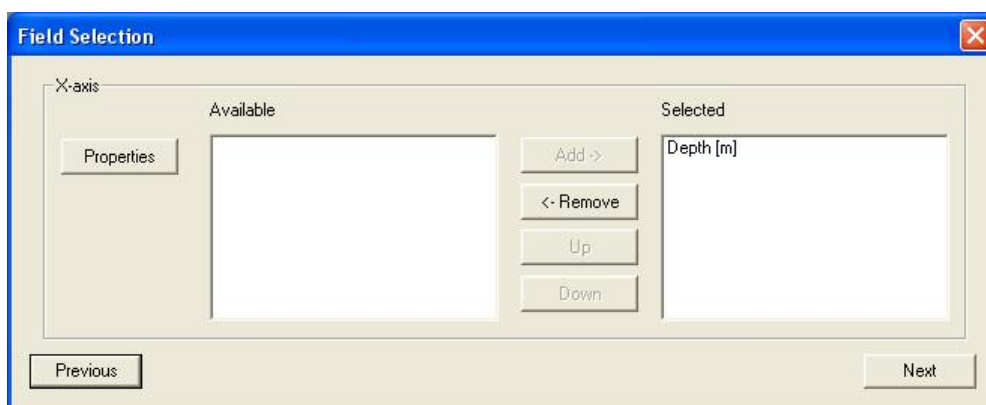 Field Selection
X-axis
Available
Selected
Properties
Add ->
Depth [m]
<- Remove
Up
Down
Previous
Next